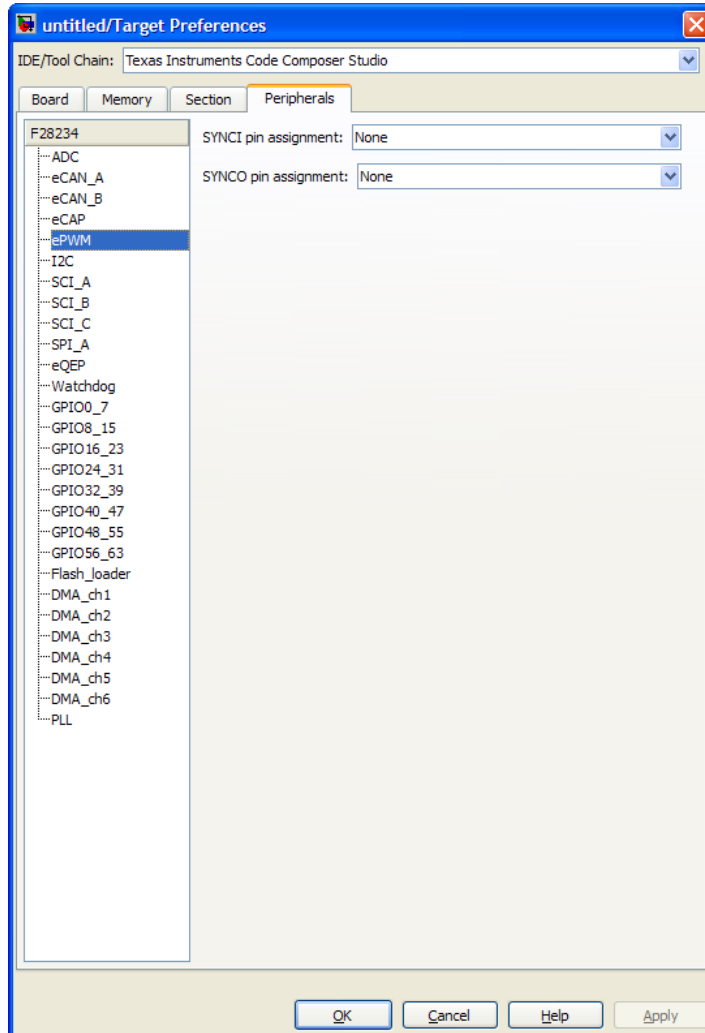 untitled/Target Preferences
IDE/Tool Chain: Texas Instruments Code Composer Studio
Board Memory Section Peripherals
F28234
ADC
eCAN_A
eCAN_B
eCAP
ePWM
I2C
SCI_A
SCI_B
SCI_C
SPI_A
eQEP
Watchdog
GPIO0_7
GPIO8_15
GPIO16_23
GPIO24_31
GPIO32_39
GPIO40_47
GPIO48_55
GPIO56_63
Flash_loader
DMA_ch1
DMA_ch2
DMA_ch3
DMA_ch4
DMA_ch5
DMA_ch6
PLL
SYNCI pin assignment: None
SYNCO pin assignment: None
OK Cancel Help Apply